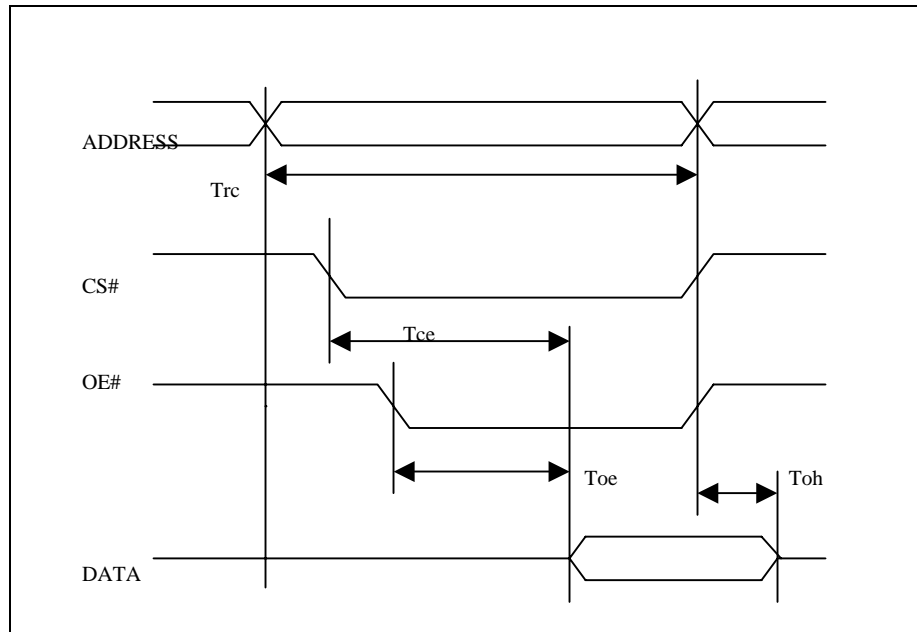 ADDRESS
Trc
CS#
Tce
OE#
Toe
Toh
DATA